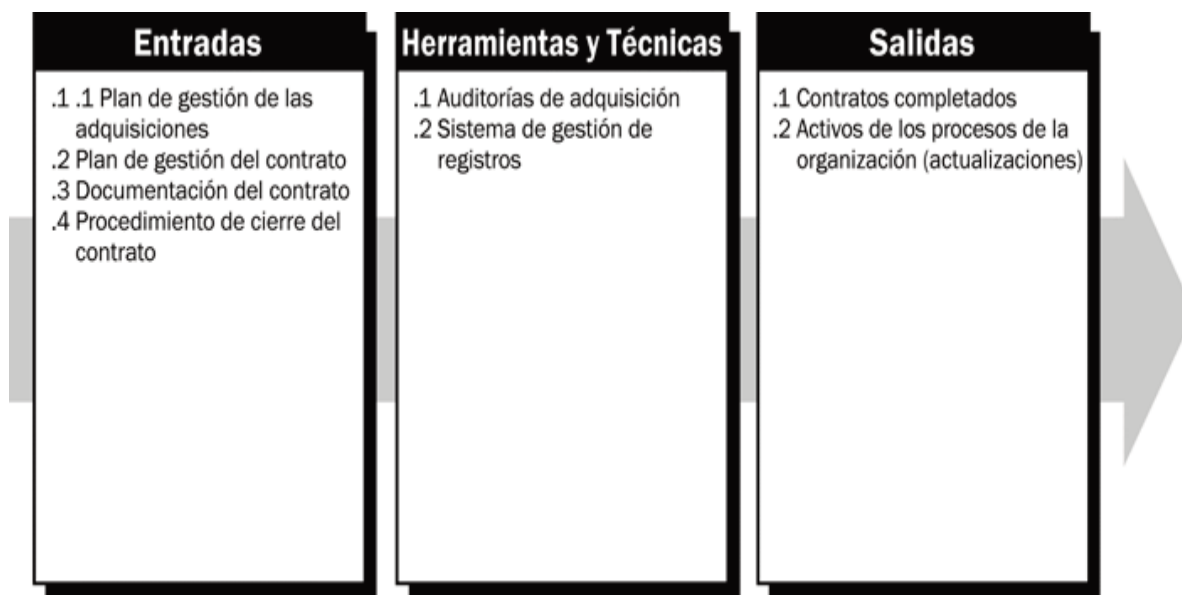 Entradas
.1 .1 Plan de gestión de las
adquisiciones
.2 Plan de gestión del contrato
.3 Documentación del contrato
.4 Procedimiento de cierre del
contrato
Herramientas y Técnicas
.1 Auditorías de adquisición
.2 Sistema de gestión de
registros
Salidas
.1 Contratos completados
.2 Activos de los procesos de la
organización (actualizaciones)